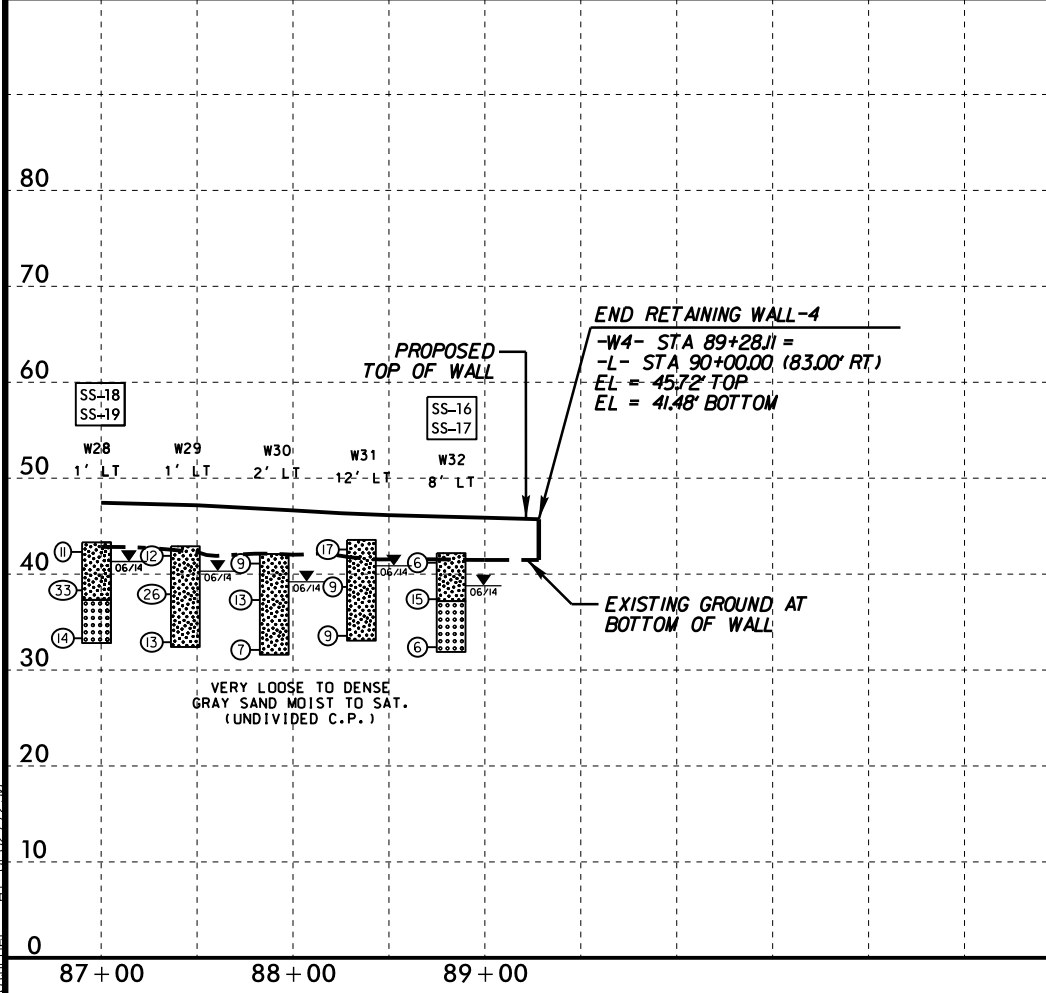 80
70
END RETAINING WALL-4
-W4- STA 89+28.11 =
-L- STA 90+00.00 (83.00' RT)
EL = 45.72' TOP
EL = 41.48' BOTTOM
PROPOSED
TOP OF WALL
60
SS-18
SS-19
SS-16
SS-17
W28
1' LT
W29
1' LT
W30
2' LT
W31
12' LT
W32
8' LT
50
40
11
33
14
06/14
12
26
13
06/14
9
13
7
06/14
17
9
9
06/14
6
15
6
06/14
EXISTING GROUND AT
BOTTOM OF WALL
30
VERY LOOSE TO DENSE
GRAY SAND MOIST TO SAT.
(UNDIVIDED C.P.)
20
10
0
87+00
88+00
89+00